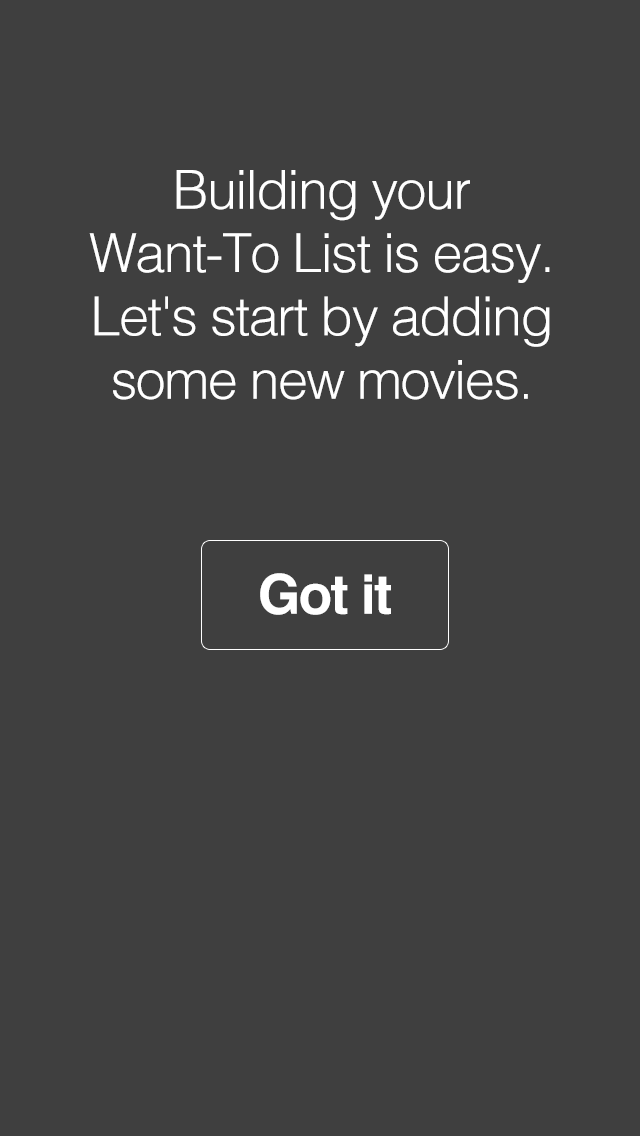 Building your
Want-To List is easy.
Let's start by adding
some new movies.
Got it